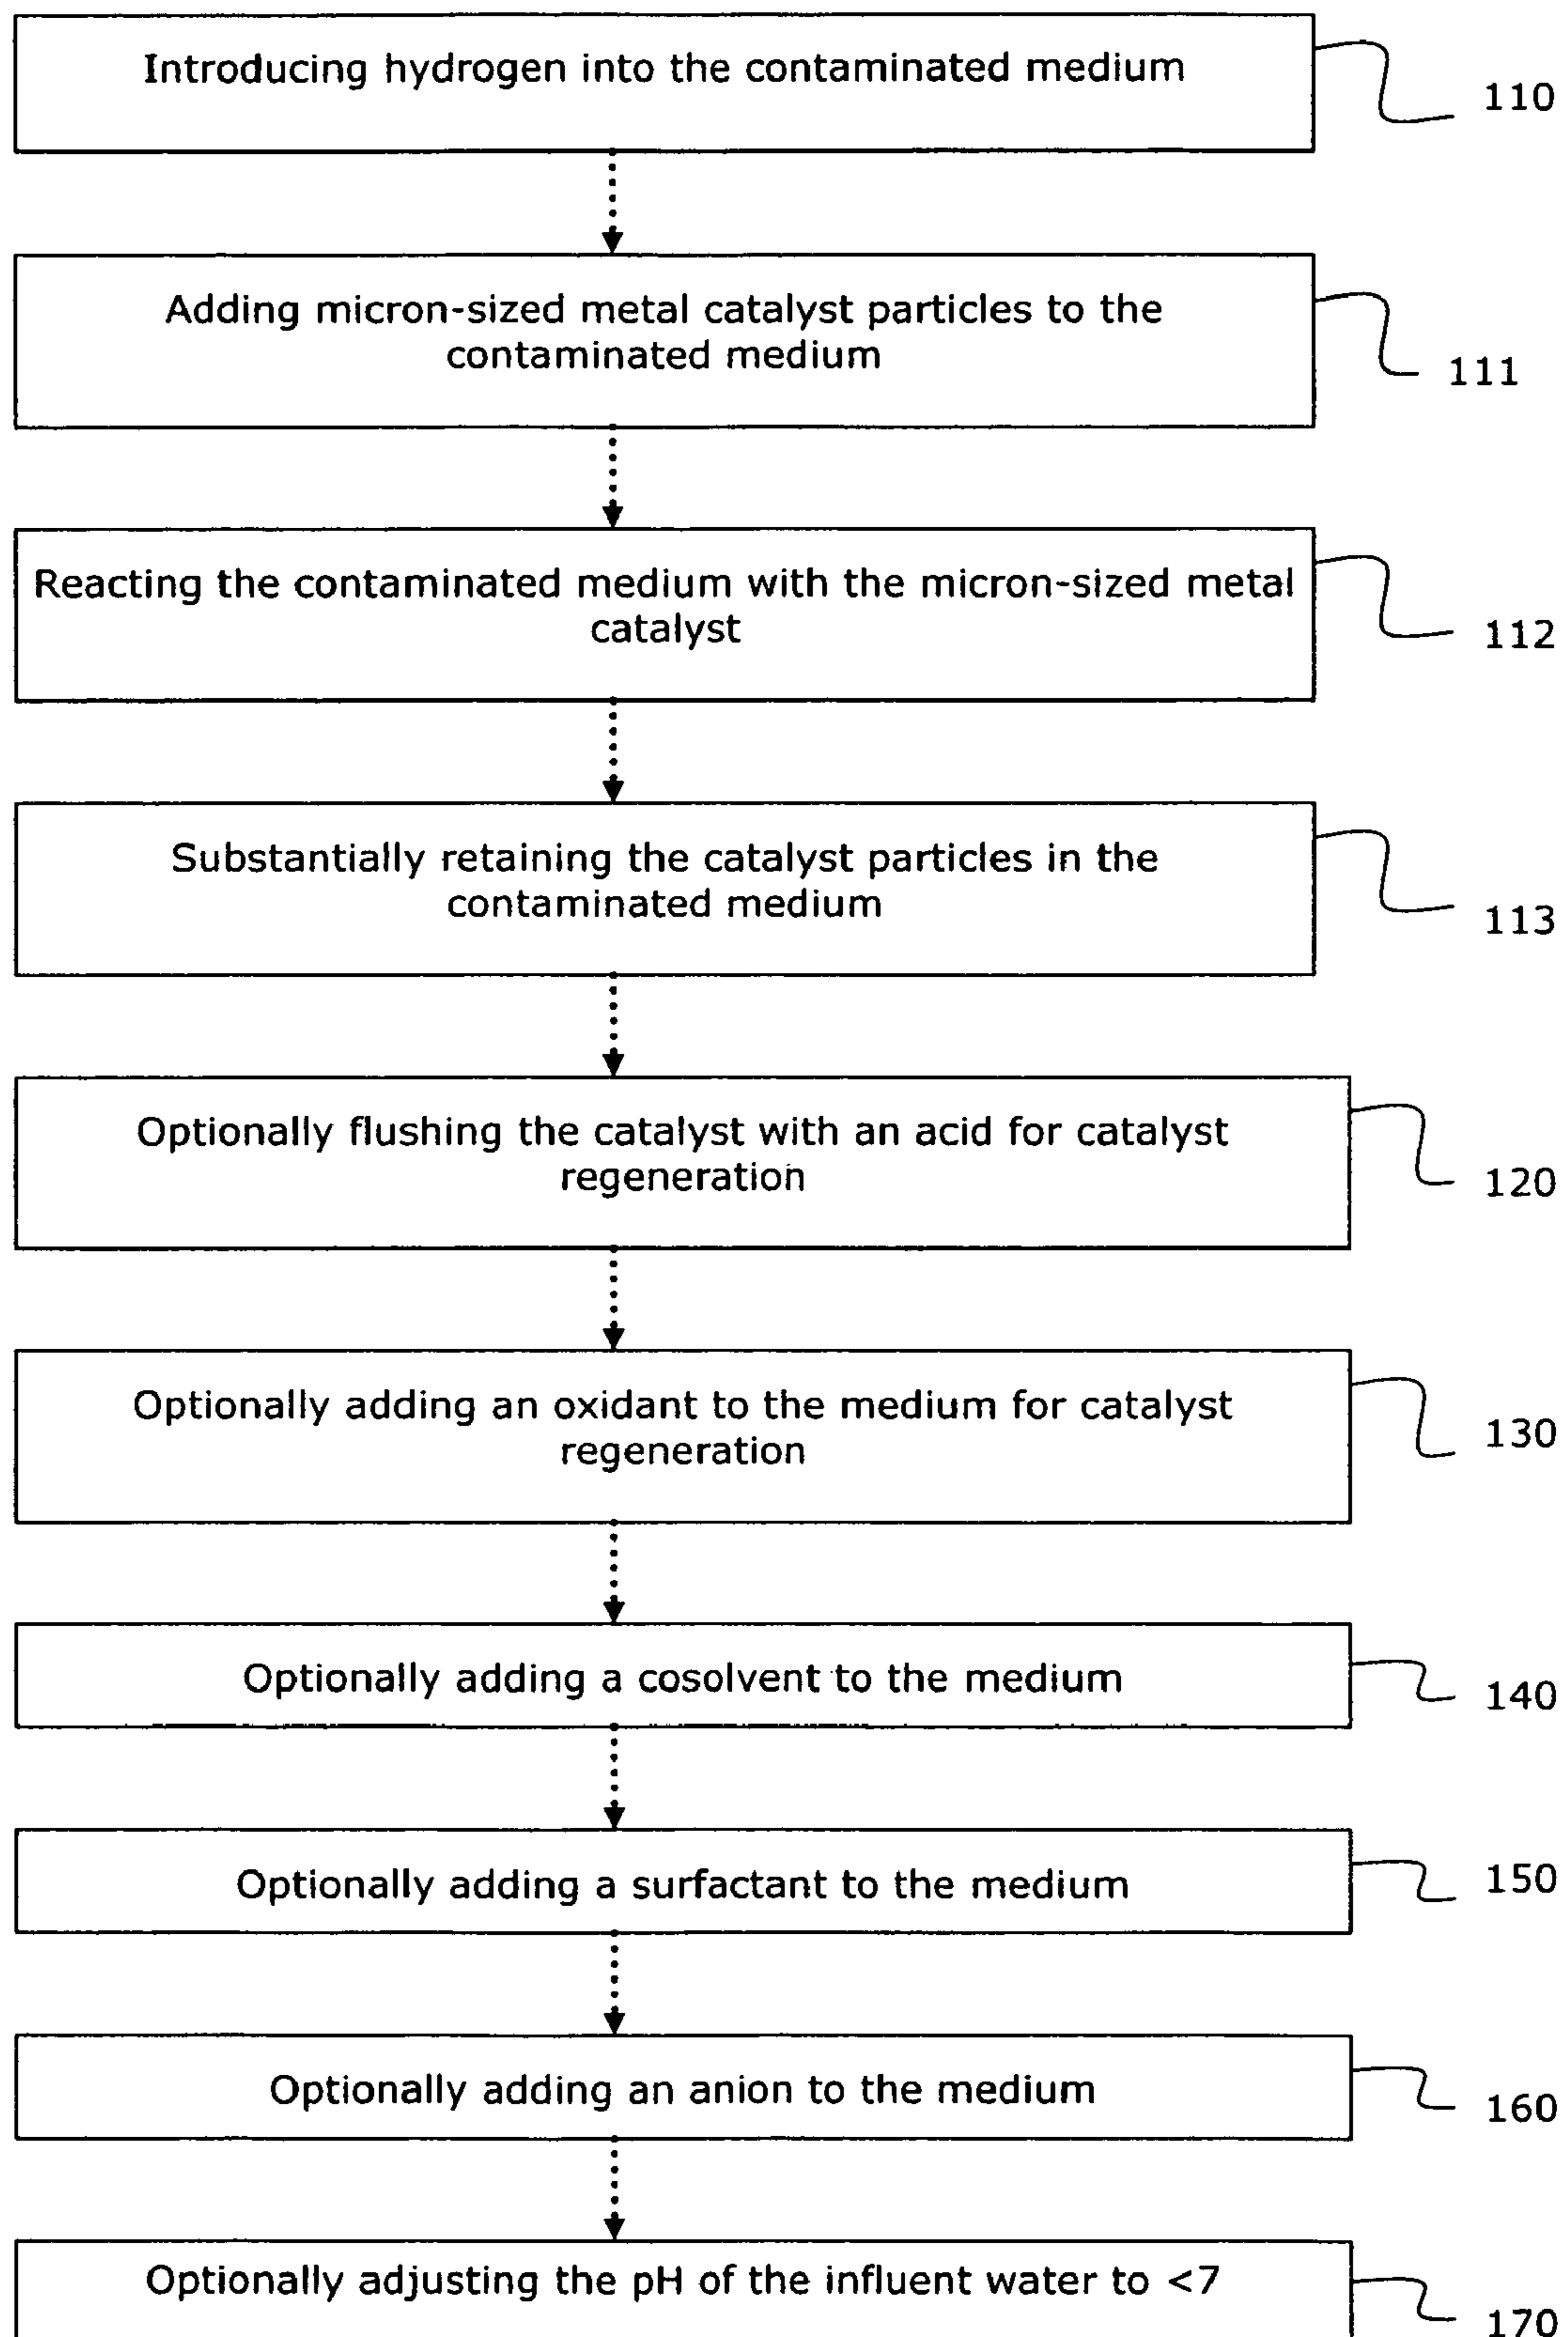 Introducing hydrogen into the contaminated medium
110
Adding micron-sized metal catalyst particles to the
contaminated medium
111
Reacting the contaminated medium with the micron-sized metal
catalyst
112
Substantially retaining the catalyst particles in the
contaminated medium
113
Optionally flushing the catalyst with an acid for catalyst
regeneration
120
Optionally adding an oxidant to the medium for catalyst
regeneration
130
Optionally adding a cosolvent to the medium
140
Optionally adding a surfactant to the medium
150
Optionally adding an anion to the medium
160
Optionally adjusting the pH of the influent water to <7
170